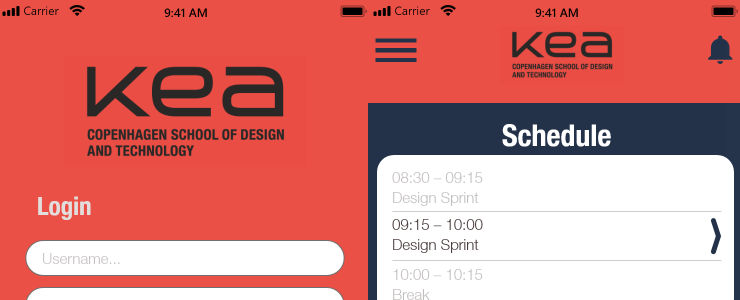 Carrier
9:41 AM
kea
COPENHAGEN SCHOOL OF DESIGN
AND TECHNOLOGY
Login
Username...
Carrier
9:41 AM
kea
COPENHAGEN SCHOOL OF DESIGN
AND TECHNOLOGY
Schedule
08:30 – 09:15
Design Sprint
09:15 – 10:00
Design Sprint
10:00 – 10:15
Break